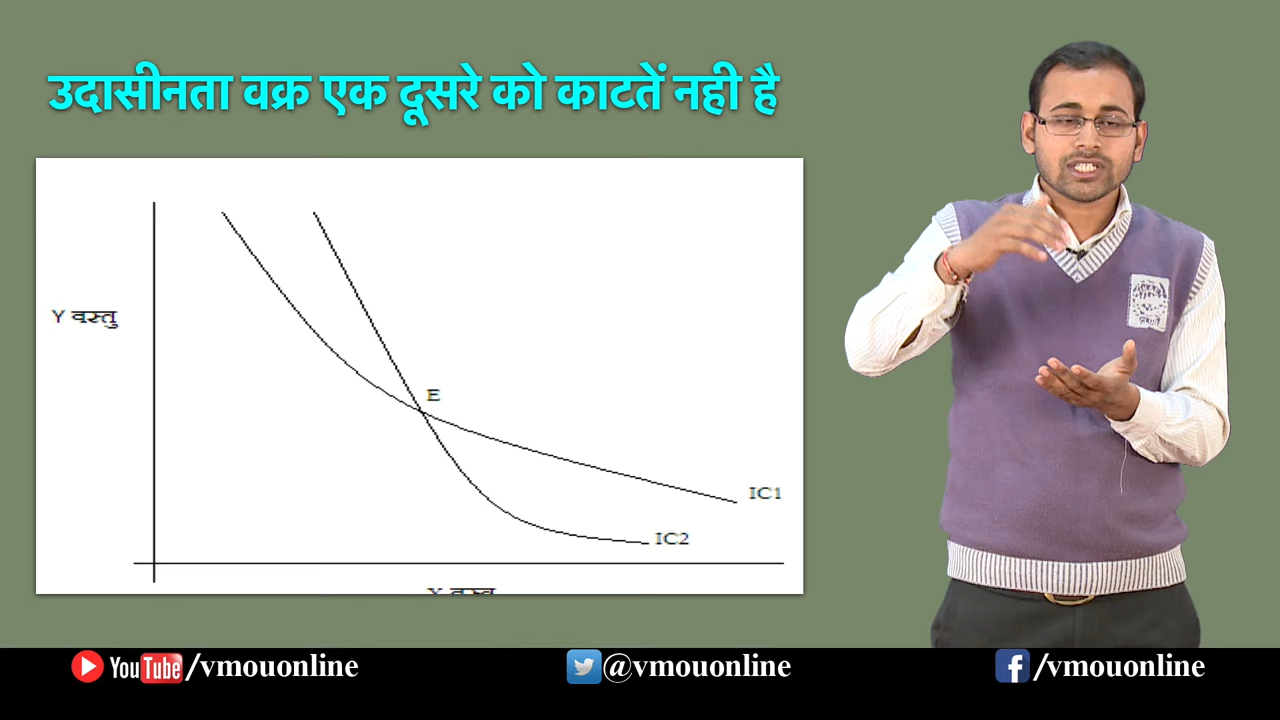 उदासीनता वक्र एक दूसरे को काटतें नही है
Y वस्तु
E
IC1
IC2
YouTube/vmouonline
@vmouonline
/vmouonline